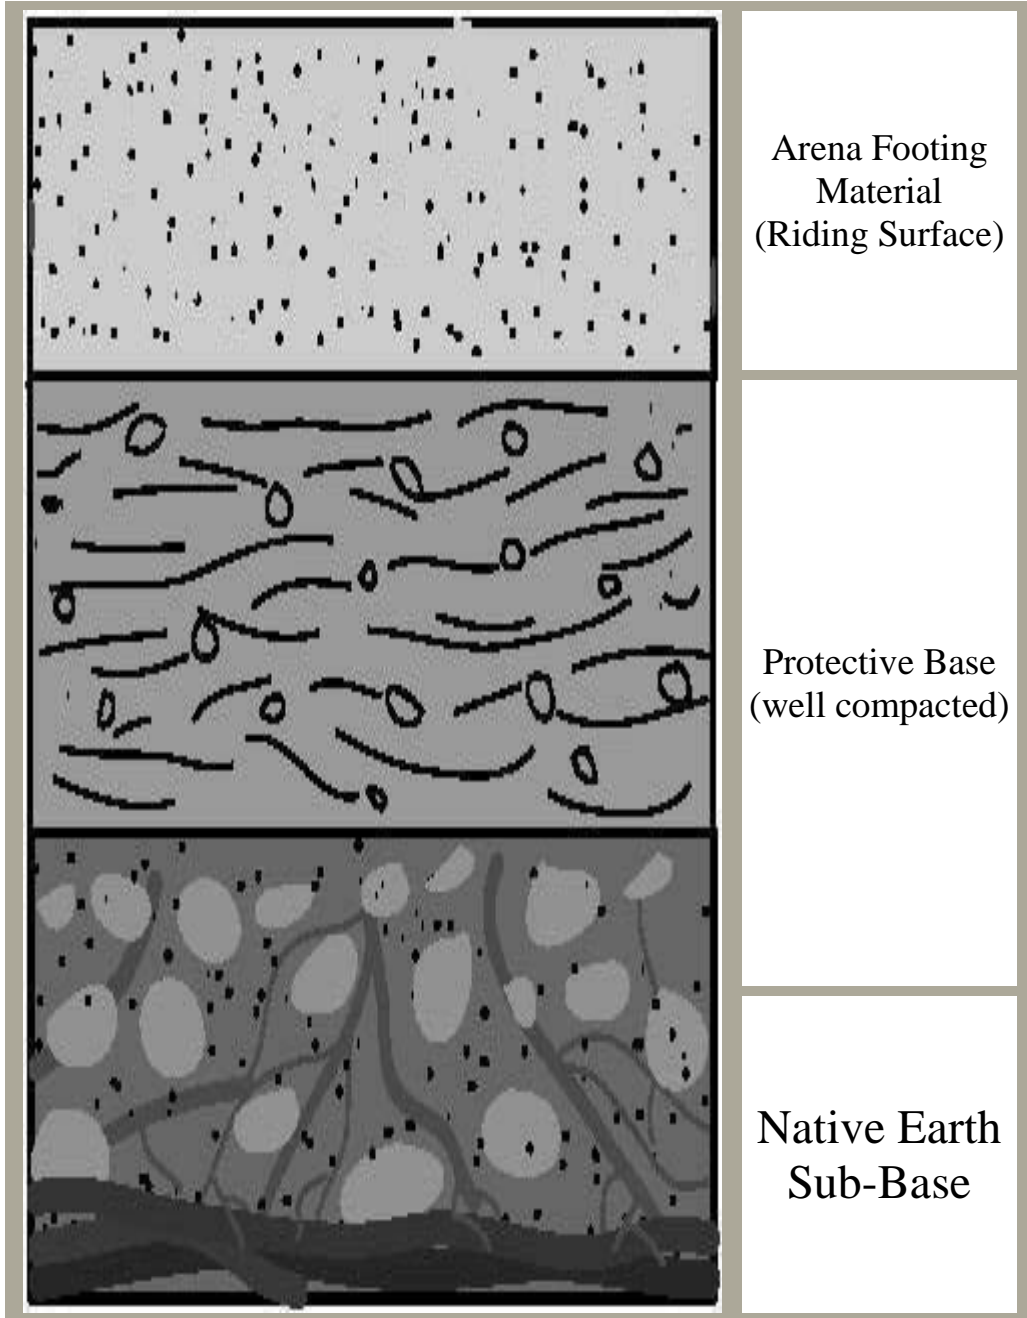 Arena Footing
Material
(Riding Surface)
Protective Base
(well compacted)
Native Earth
Sub-Base